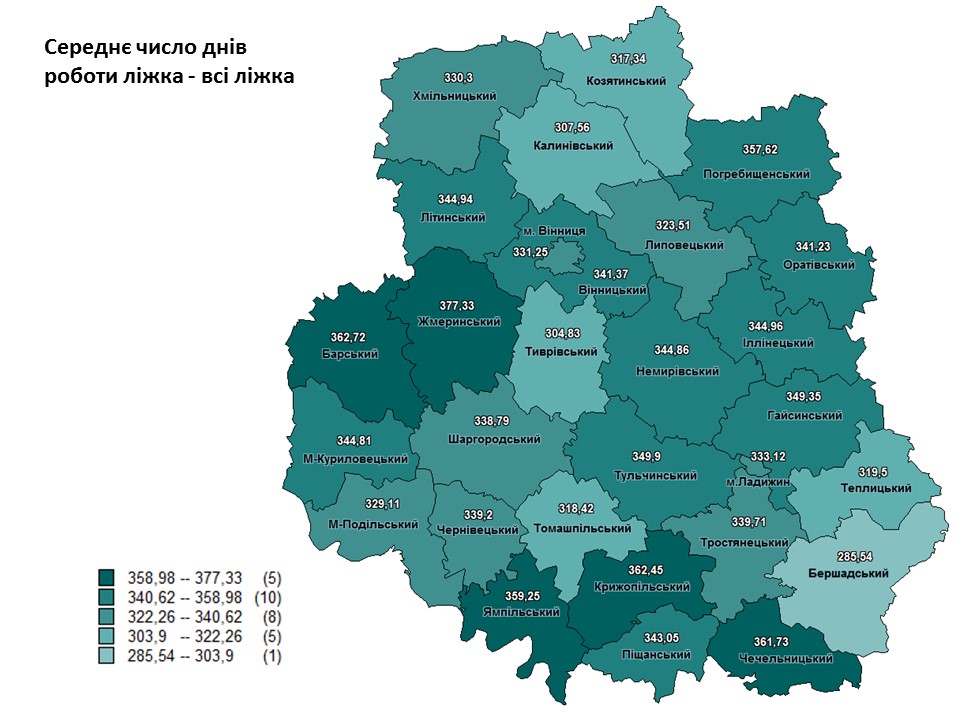 Середнє число днів
роботи ліжка - всі ліжка
317,34
Козятинський
330,3
Хмільницький
307,56
Калинівський
357,62
Погребищенський
344,94
Літинський
323,51
Липовецький
м. Вінниця
331,25
341,23
Оратівський
341,37
Вінницький
377,33
Жмеринський
362,72
Барський
304,83
Тиврівський
344,96
Іллінецький
344,86
Немирівський
349,35
Гайсинський
338,79
Шаргородський
344,81
М-Куриловецький
349,9
Тульчинський
333,12
м.Ладижин
319,5
Теплицький
329,11
М-Подільський
339,2
Чернівецький
318,42
Томашпільський
339,71
Тростянецький
285,54
Бершадський
362,45
Крижопільський
359,25
Ямпільський
343,05
Піщанський
361,73
Чечельницький
358,98 -- 377,33 (5)
340,62 -- 358,98 (10)
322,26 -- 340,62 (8)
303,9 -- 322,26 (5)
285,54 -- 303,9 (1)